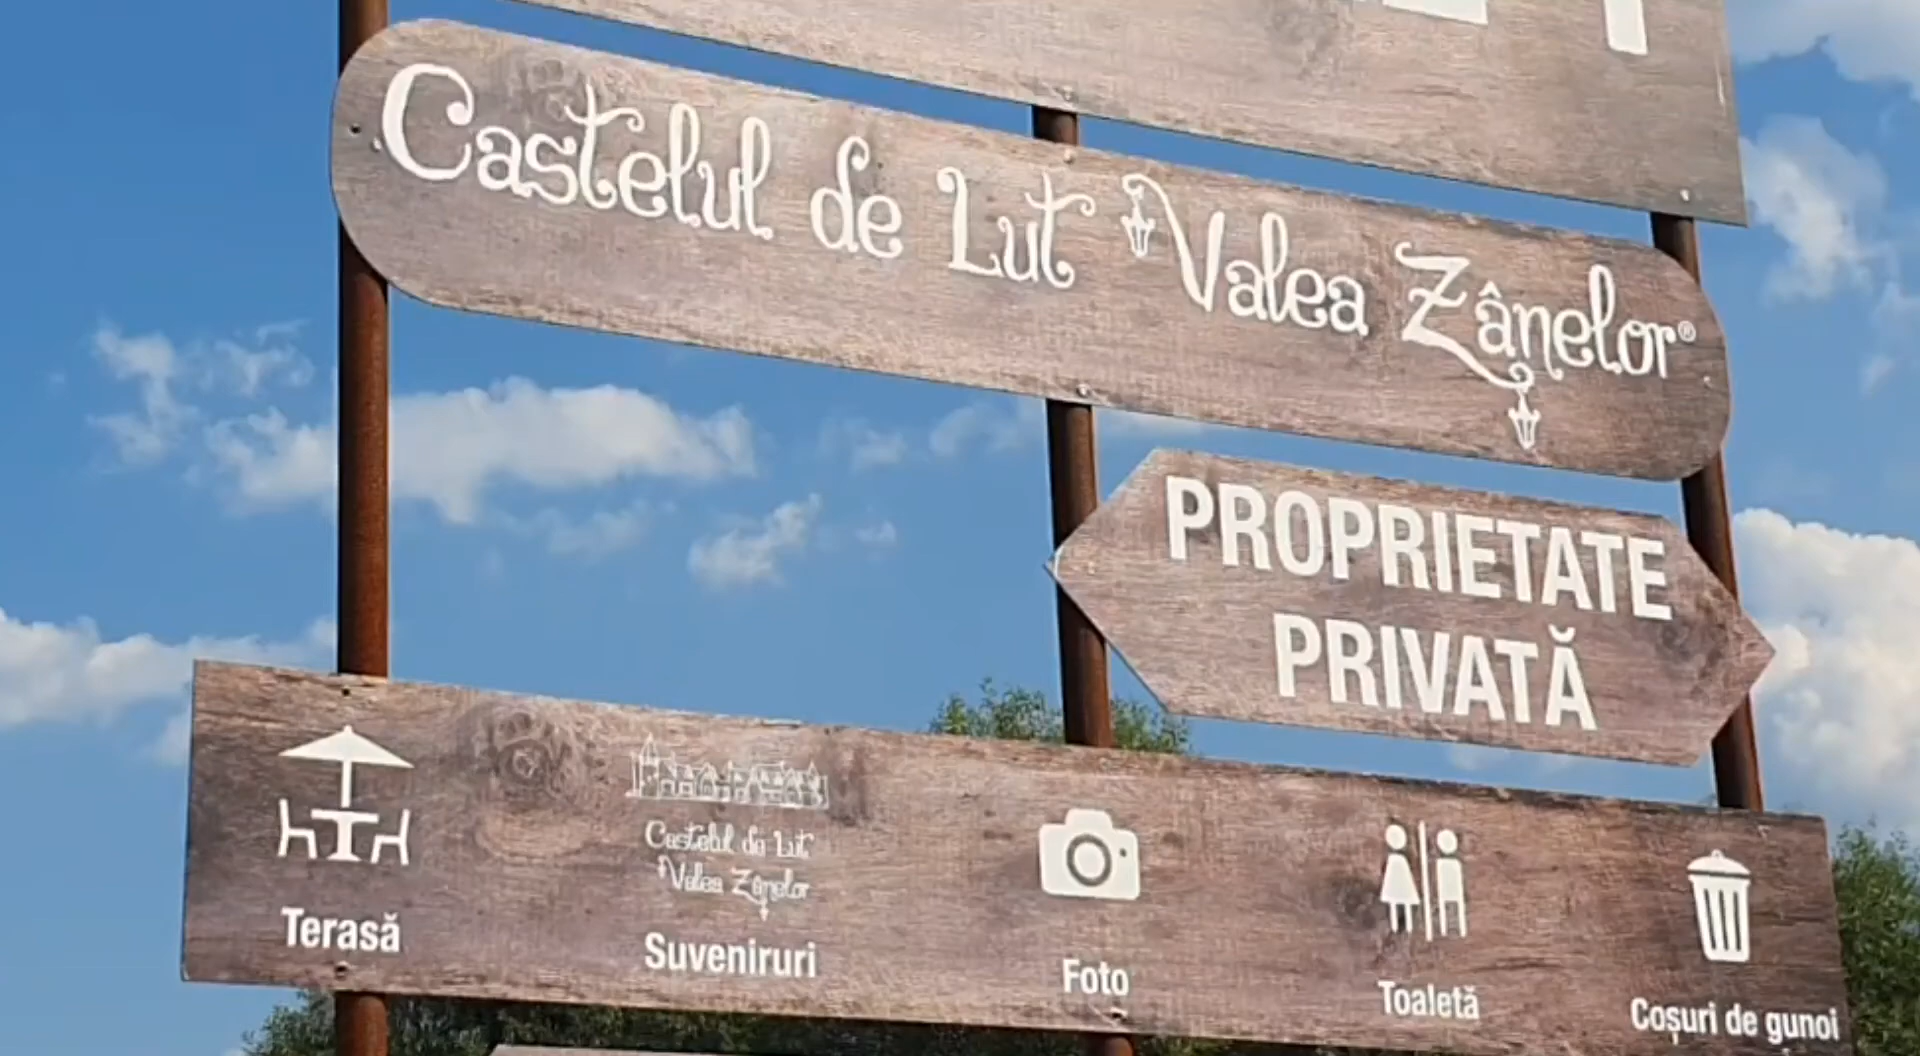 Castelul de Lut Valea Zânelor®
PROPRIETATE
PRIVATĂ
Castelul de Lut
Valea Zânelor
Terasă
Suveniruri
Foto
Toaletă
Coșuri de gunoi